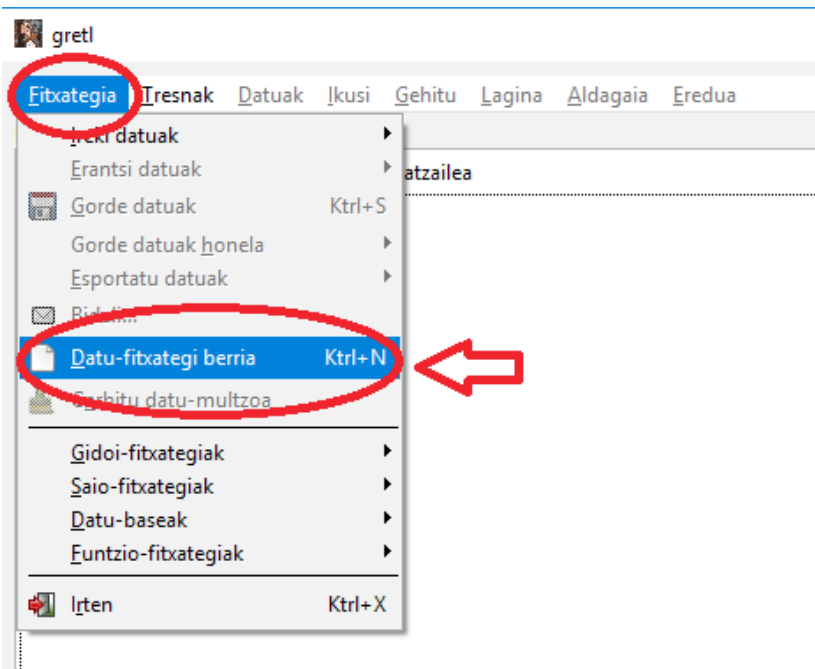 gretl
Fitxategia Tresnak Datuak Ikusi Gehitu Lagina Aldagaia Eredua
Ireki datuak
Erantsi datuak
atzailea
Gorde datuak Ktrl+S
Gorde datuak honela
Esportatu datuak
Bidali...
Datu-fitxategi berria Ktrl+N
Garbitu datu-multzoa
Gidoi-fitxategiak
Saio-fitxategiak
Datu-baseak
Funtzio-fitxategiak
Irten Ktrl+X